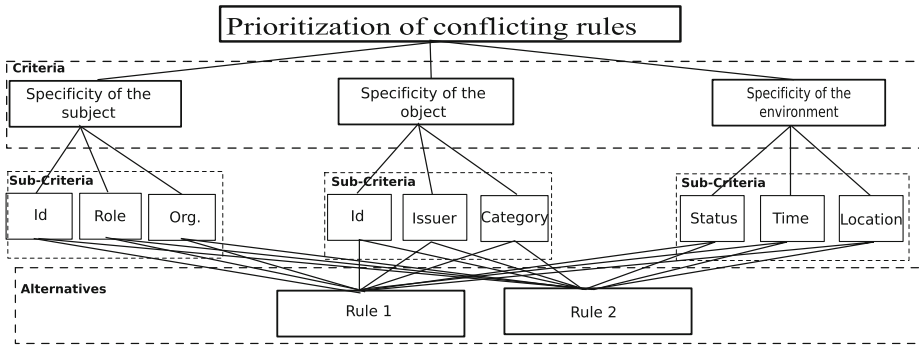 Prioritization of conflicting rules
Criteria
Specificity of the
subject
Specificity of the
object
Specificity of the
environment
Sub-Criteria
Id
Role
Org.
Sub-Criteria
Id
Issuer
Category
Sub-Criteria
Status
Time
Location
Alternatives
Rule 1
Rule 2